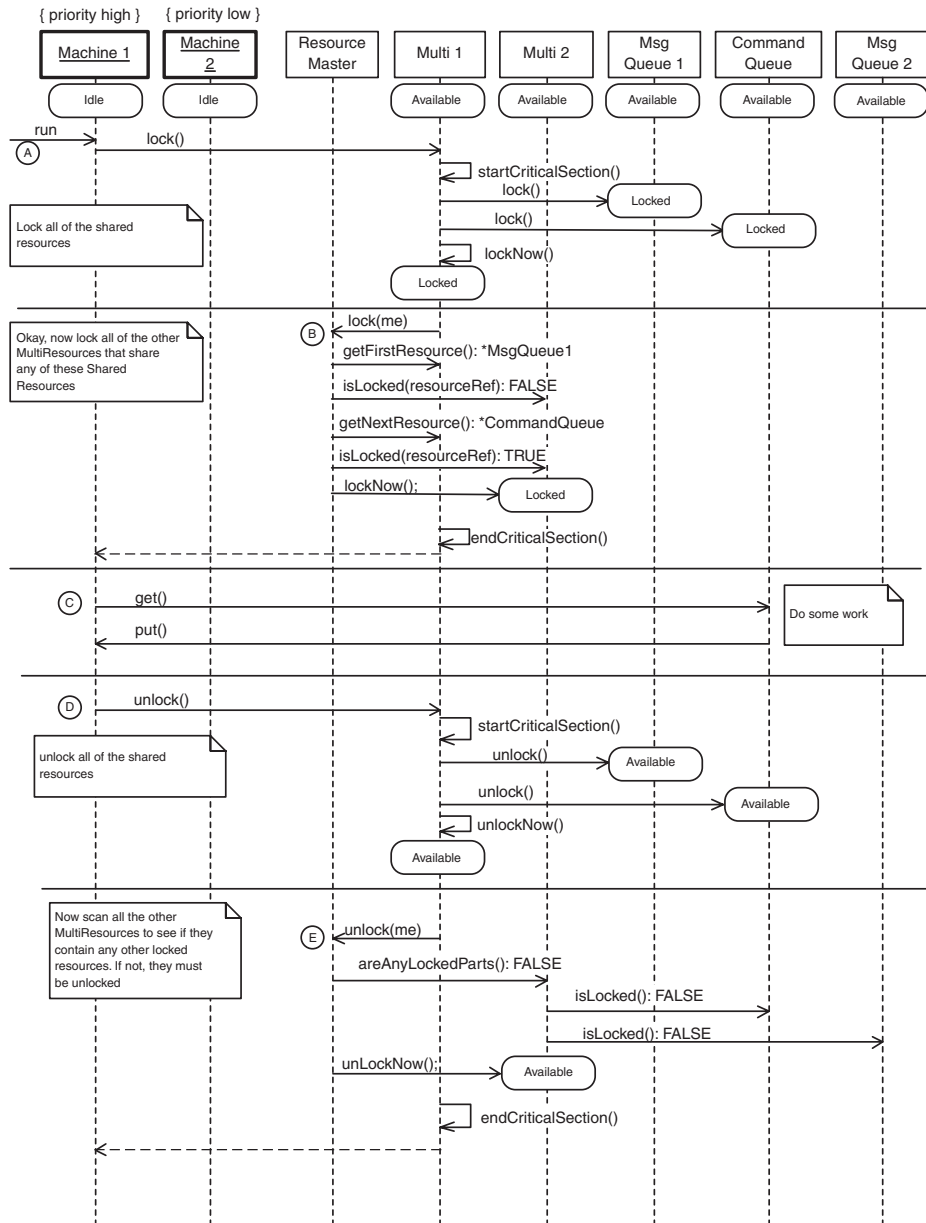 { priority high }
{ priority low }
Machine 1
Machine
2
Resource
Master
Multi 1
Multi 2
Msg
Queue 1
Command
Queue
Msg
Queue 2
Idle
Idle
Available
Available
Available
Available
Available
run
A
lock()
startCriticalSection()
lock()
Locked
Lock all of the shared
resources
lock()
Locked
lockNow()
Locked
Okay, now lock all of the other
MultiResources that share
any of these Shared
Resources
B
lock(me)
getFirstResource(): *MsgQueue1
isLocked(resourceRef): FALSE
getNextResource(): *CommandQueue
isLocked(resourceRef): TRUE
lockNow();
Locked
endCriticalSection()
C
get()
Do some work
put()
D
unlock()
startCriticalSection()
unlock all of the shared
resources
unlock()
Available
unlock()
Available
unlockNow()
Available
Now scan all the other
MultiResources to see if they
contain any other locked
resources. If not, they must
be unlocked
E
unlock(me)
areAnyLockedParts(): FALSE
isLocked(): FALSE
isLocked(): FALSE
unLockNow();
Available
endCriticalSection()